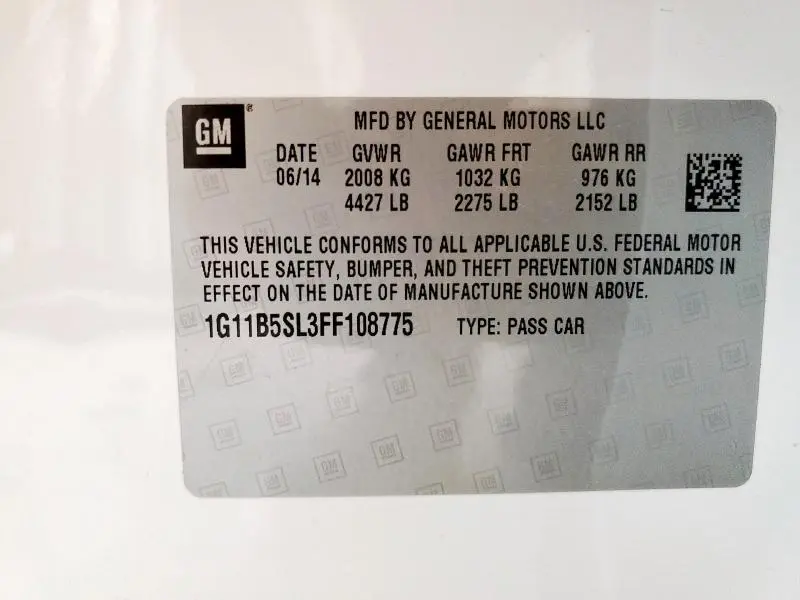 GM ®
MFD BY GENERAL MOTORS LLC
DATE GVWR GAWR FRT GAWR RR
06/14 2008 KG 1032 KG 976 KG
4427 LB 2275 LB 2152 LB
THIS VEHICLE CONFORMS TO ALL APPLICABLE U.S. FEDERAL MOTOR
VEHICLE SAFETY, BUMPER, AND THEFT PREVENTION STANDARDS IN
EFFECT ON THE DATE OF MANUFACTURE SHOWN ABOVE.
1G11B5SL3FF108775 TYPE: PASS CAR